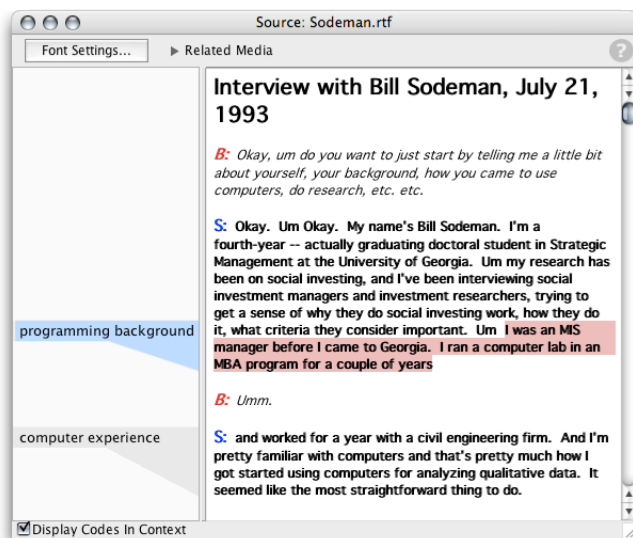 Source: Sodeman.rtf
Font Settings...
Related Media
?
Interview with Bill Sodeman, July 21,
1993
B: Okay, um do you want to just start by telling me a little bit
about yourself, your background, how you came to use
computers, do research, etc. etc.
S: Okay. Um Okay. My name's Bill Sodeman. I'm a
fourth-year -- actually graduating doctoral student in Strategic
Management at the University of Georgia. Um my research has
been on social investing, and I've been interviewing social
investment managers and investment researchers, trying to
get a sense of why they do social investing work, how they do
it, what criteria they consider important. Um I was an MIS
manager before I came to Georgia. I ran a computer lab in an
MBA program for a couple of years
programming background
B: Umm.
computer experience
S: and worked for a year with a civil engineering firm. And I'm
pretty familiar with computers and that's pretty much how I
got started using computers for analyzing qualitative data. It
seemed like the most straightforward thing to do.
Display Codes In Context